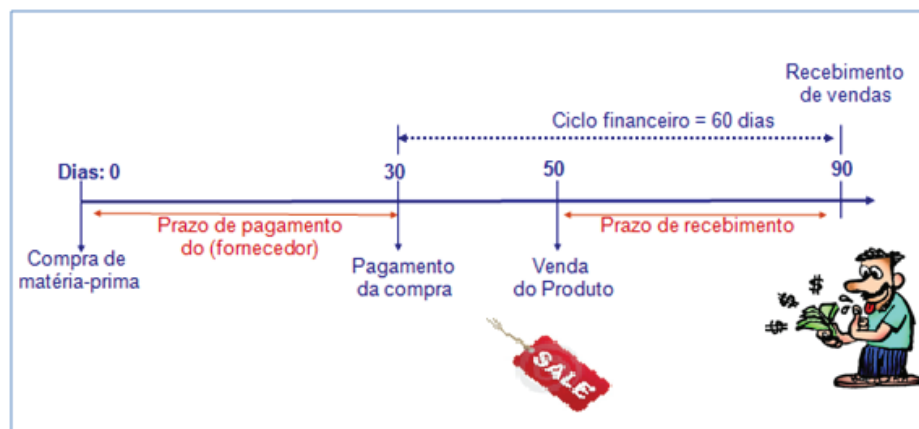 Recebimento
de vendas
Ciclo financeiro = 60 dias
Dias: 0
30
50
90
Prazo de pagamento
do (fornecedor)
Prazo de recebimento
Compra de
matéria-prima
Pagamento
da compra
Venda
do Produto
$
$
$
SALE